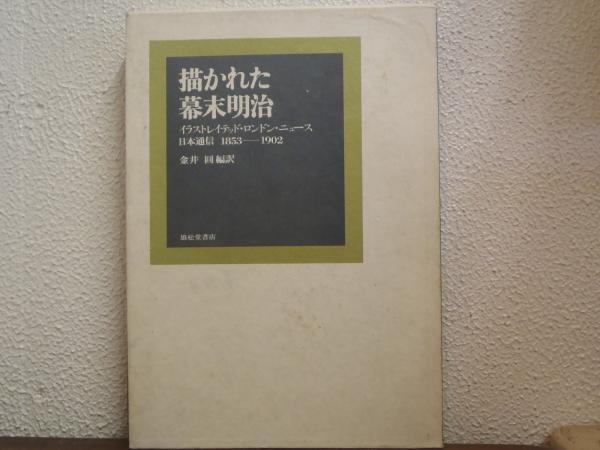 描かれた
幕末明治
イラストレイテッド・ロンドン・ニュース
日本通信 1853——1902
金井 圓 編訳
雄松堂書店